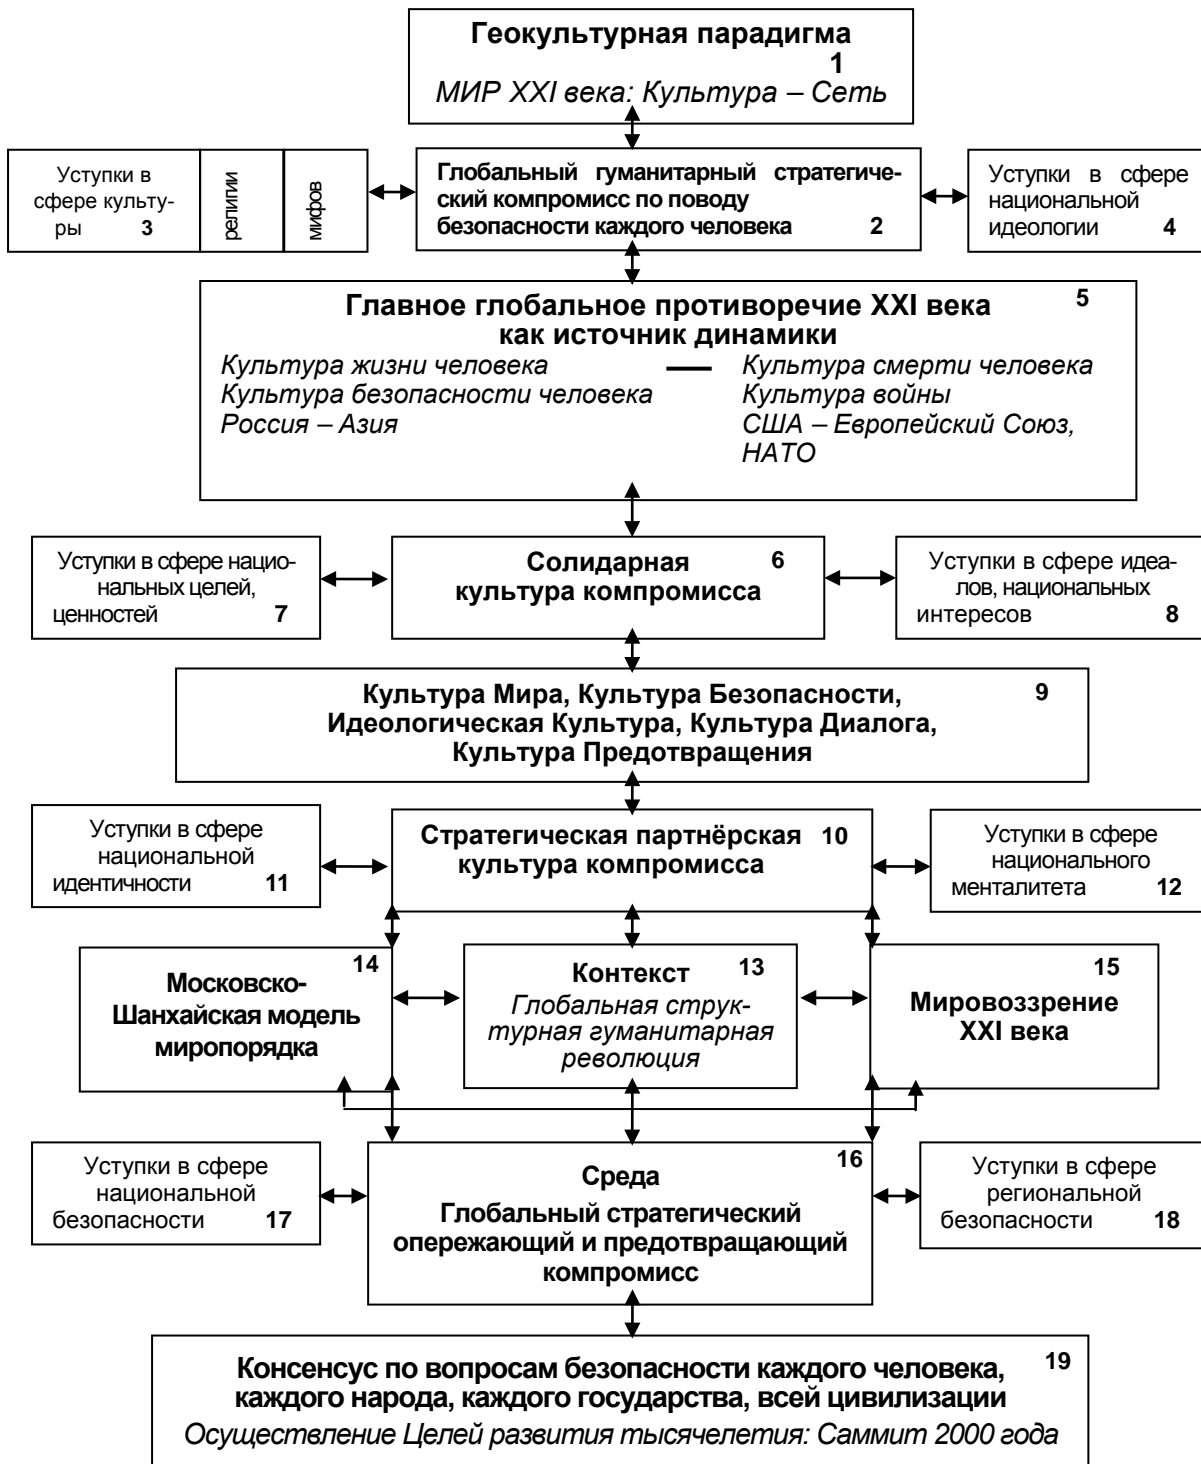 Геокультурная парадигма
1
МИР XXI века: Культура – Сеть
Уступки в
сфере культу-
ры 3
религии
мифов
Глобальный гуманитарный стратегиче-
ский компромисс по поводу
безопасности каждого человека 2
Уступки в сфере
национальной
идеологии 4
Главное глобальное противоречие XXI века 5
как источник динамики
Культура жизни человека — Культура смерти человека
Культура безопасности человека Культура войны
Россия – Азия США – Европейский Союз,
НАТО
Уступки в сфере нацио-
нальных целей,
ценностей 7
Солидарная 6
культура компромисса
Уступки в сфере идеа-
лов, национальных
интересов 8
Культура Мира, Культура Безопасности, 9
Идеологическая Культура, Культура Диалога,
Культура Предотвращения
Уступки в сфере
национальной
идентичности 11
Стратегическая партнёрская 10
культура компромисса
Уступки в сфере
национального
менталитета 12
14
Московско-
Шанхайская модель
миропорядка
Контекст 13
Глобальная струк-
турная гуманитарная
революция
15
Мировоззрение
XXI века
Уступки в сфере
национальной
безопасности 17
16
Среда
Глобальный стратегический
опережающий и предотвращающий
компромисс
Уступки в сфере
региональной
безопасности 18
Консенсус по вопросам безопасности каждого человека, 19
каждого народа, каждого государства, всей цивилизации
Осуществление Целей развития тысячелетия: Саммит 2000 года